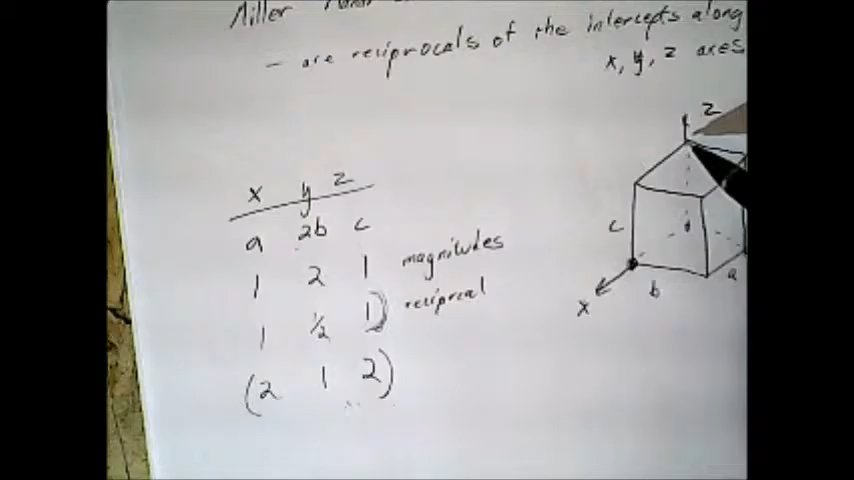 Miller
- are reciprocals of the intercepts along
x, y, z axes
x y z
a 2b c
1 2 1 magnitudes
1 1/2 1 reciprocal
(2 1 2)
z
c
x
b
a